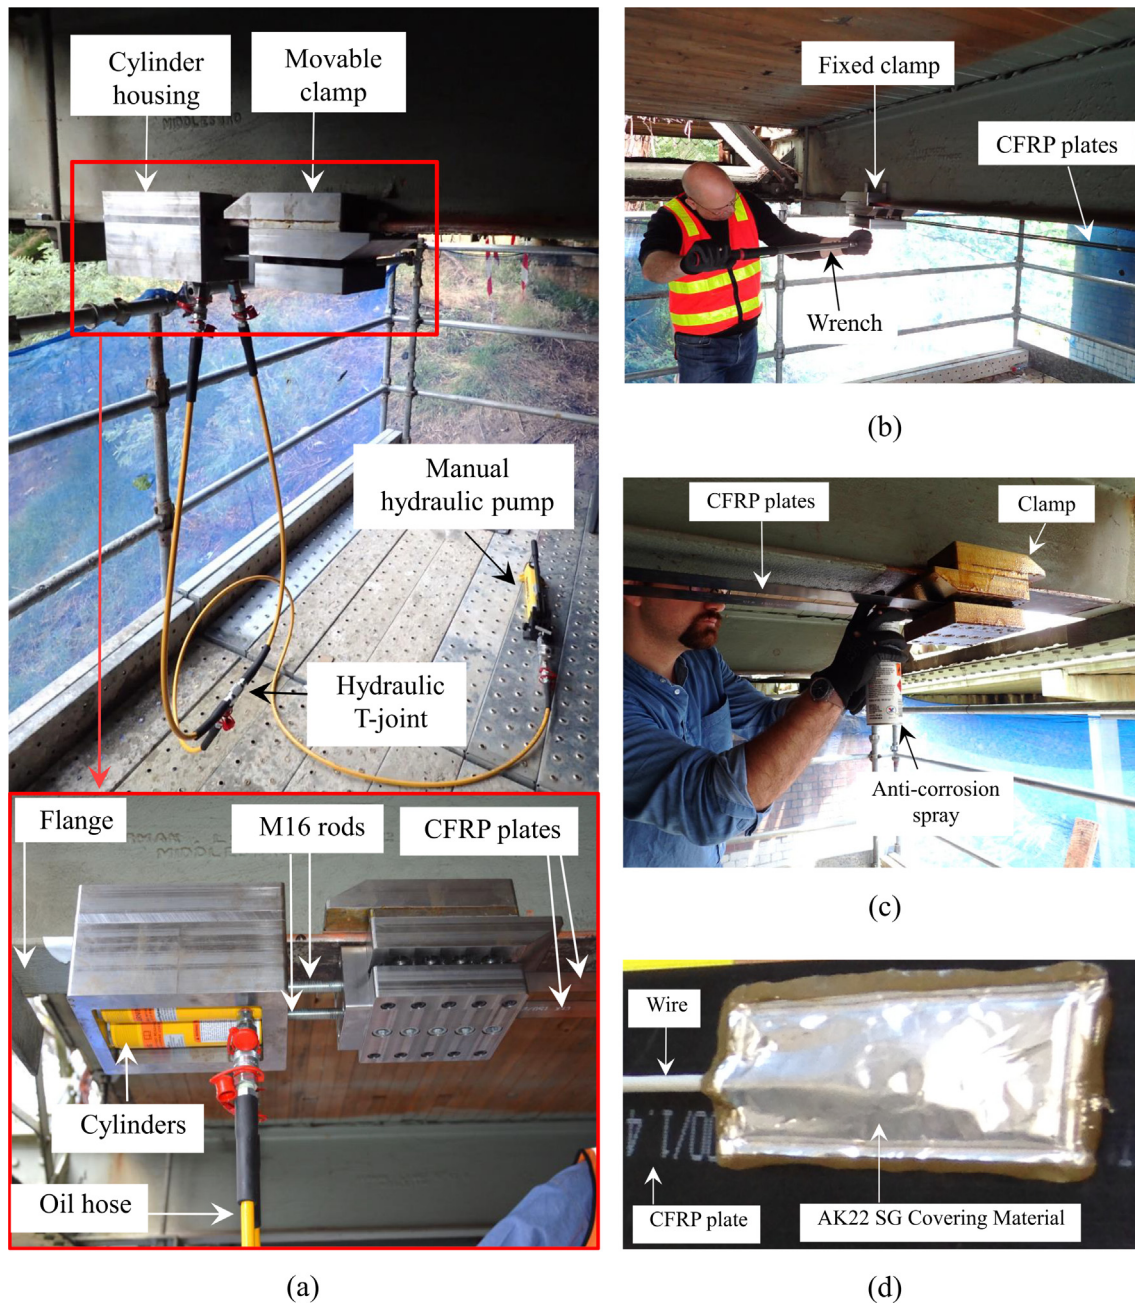 Cylinder
housing
Movable
clamp
Manual
hydraulic pump
Hydraulic
T-joint
Flange
M16 rods
CFRP plates
Cylinders
Oil hose
(a)
Fixed clamp
CFRP plates
Wrench
(b)
CFRP plates
Clamp
Anti-corrosion
spray
(c)
Wire
CFRP plate
AK22 SG Covering Material
(d)